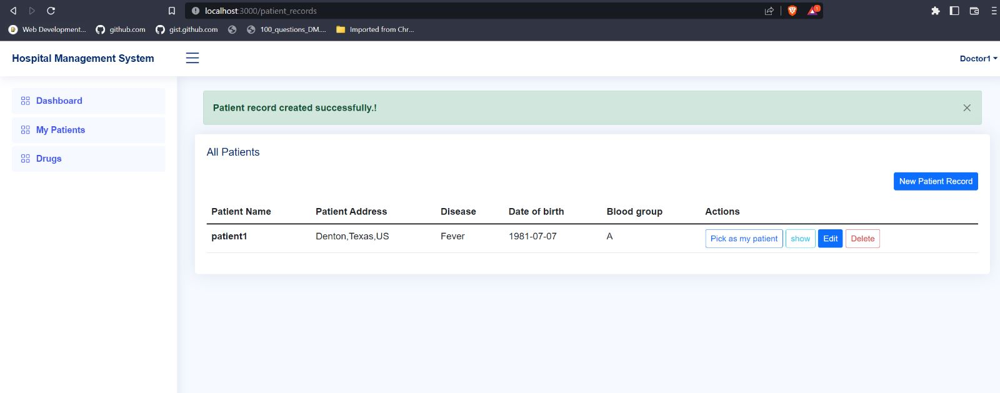 localhost:3000/patient_records
1
Web Development... github.com gist.github.com 100_questions_DM.... Imported from Chr...
Hospital Management System Doctor1
Dashboard
My Patients
Drugs
Patient record created successfully.!
All Patients
New Patient Record
Patient Name Patient Address Disease Date of birth Blood group Actions
patient1 Denton,Texas,US Fever 1981-07-07 A Pick as my patient show Edit Delete